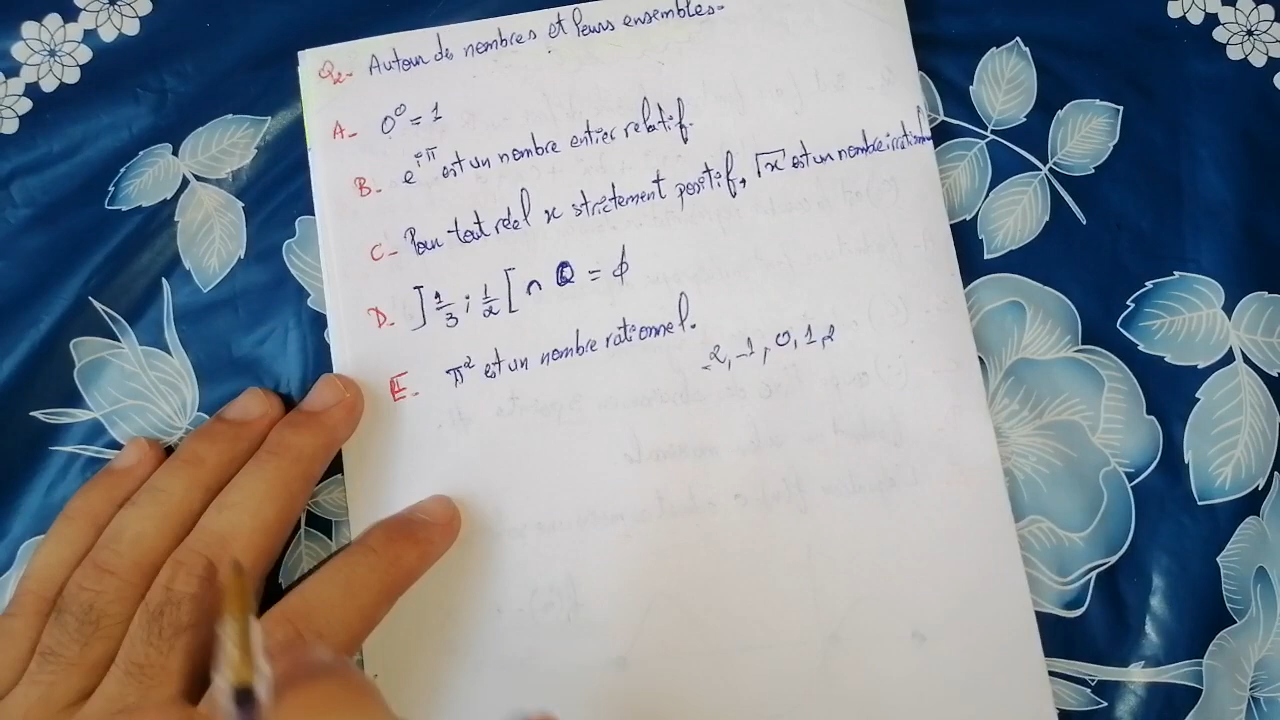 Q2- Autour des nombres et leurs ensembles.
A- 0⁰ = 1
B- e^{iπ} est un nombre entier relatif.
C- Pour tout réel x strictement positif, √x est un nombre irrationnel
D- ]1/3 ; 1/2[ ∩ Q = ϕ
E- π² est un nombre rationnel.
-2, -1, 0, 1, 2